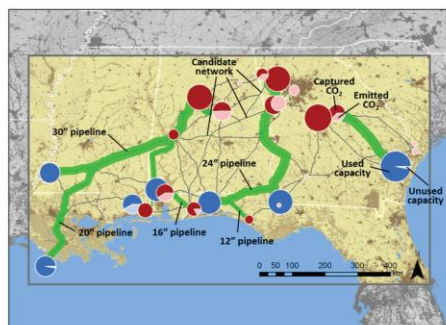 Candidate
network
Captured
CO₂
Emitted
CO₂
30” pipeline
24” pipeline
Used
capacity
Unused
capacity
20” pipeline
16” pipeline
12” pipeline
0 50 100 200 300 400
km